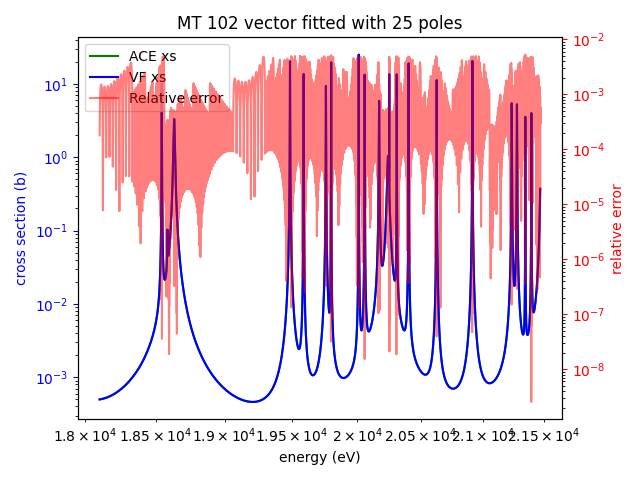 MT 102 vector fitted with 25 poles
ACE xs
VF xs
Relative error
cross section (b)
10¹
10⁰
10⁻¹
10⁻²
10⁻³
relative error
10⁻²
10⁻³
10⁻⁴
10⁻⁵
10⁻⁶
10⁻⁷
10⁻⁸
1.8 × 10⁴ 1.85 × 10⁴ 1.9 × 10⁴ 1.95 × 10⁴ 2 × 10⁴ 2.05 × 10⁴ 2.1 × 10⁴ 2.15 × 10⁴
energy (eV)